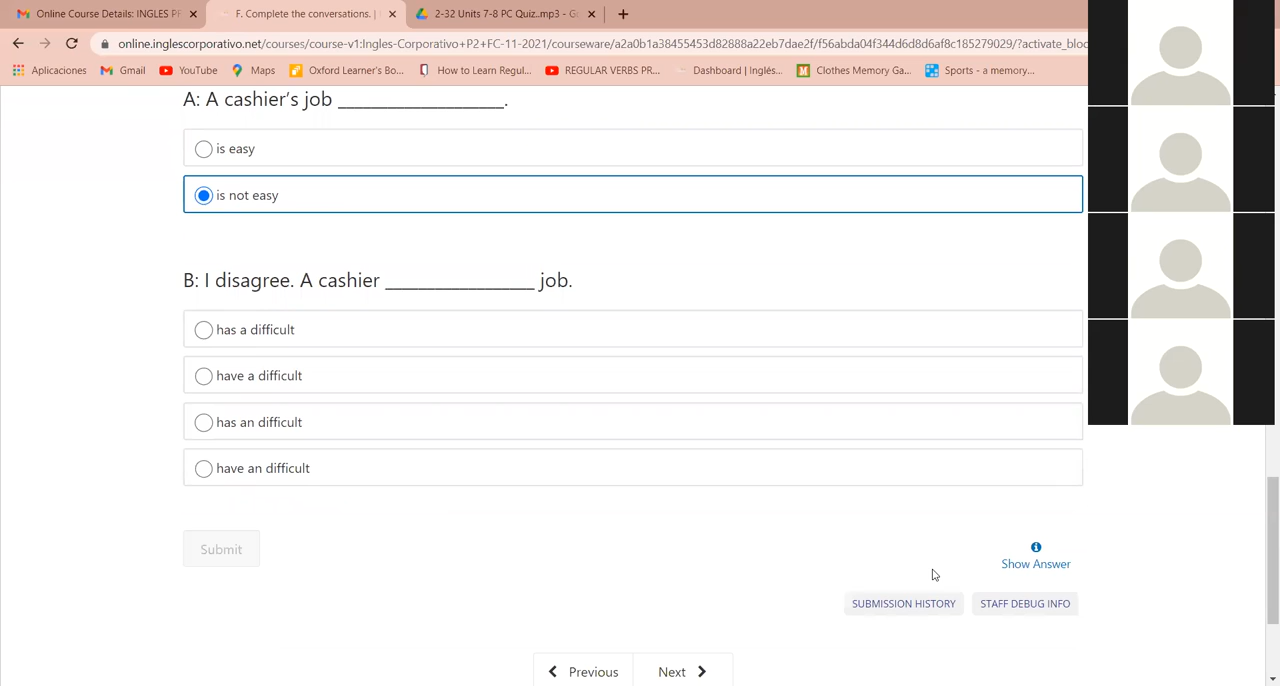 Online Course Details: INGLES PF
F. Complete the conversations. |
2-32 Units 7-8 PC Quiz..mp3 - Go
online.inglescorporativo.net/courses/course-v1:Ingles-Corporativo+P2+FC-11-2021/courseware/a2a0b1a38455453d82888a22eb7dae2f/f56abda04f344d6d8d6af8c185279029/?activate_bloc
Aplicaciones Gmail YouTube Maps Oxford Learner's Bo... How to Learn Regul... REGULAR VERBS PR... Dashboard | Inglés... Clothes Memory Ga... Sports - a memory...
A: A cashier's job ___________________.
is easy
is not easy
B: I disagree. A cashier _________________ job.
has a difficult
have a difficult
has an difficult
have an difficult
Submit
Show Answer
SUBMISSION HISTORY STAFF DEBUG INFO
Previous Next